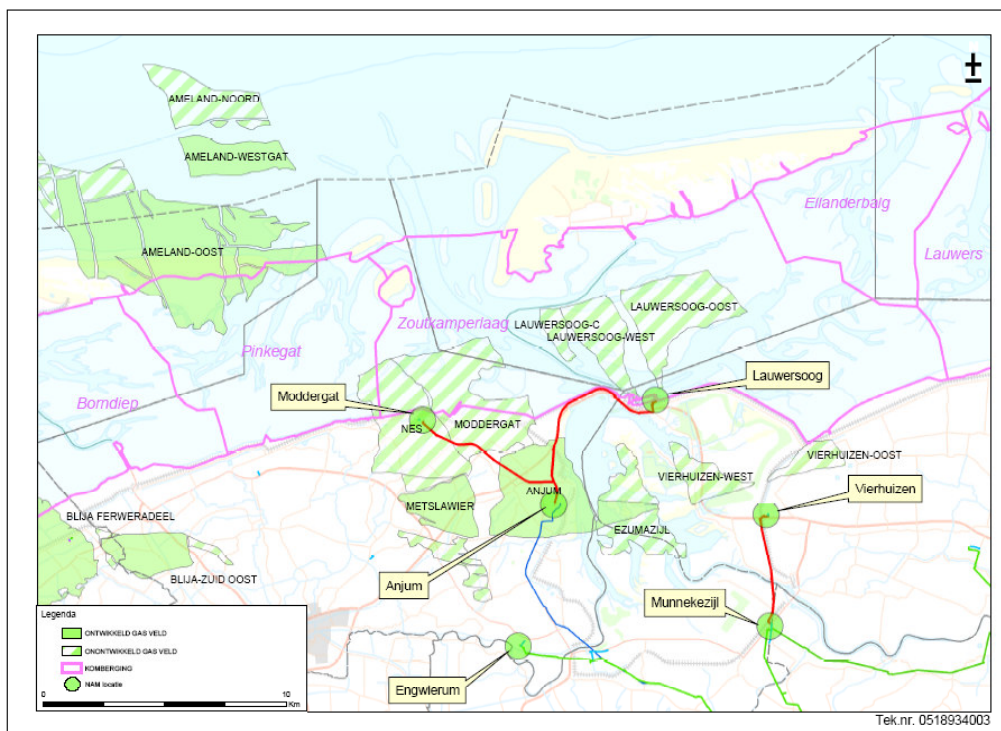 AMELAND-NOORD
AMELAND-WESTGAT
AMELAND-OOST
Eilanderbalg
Lauwers
Zoutkamperlaag
Pinkegat
Borndiep
LAUWERSOOG-OOST
LAUWERSOOG-C
LAUWERSOOG-WEST
Lauwersoog
Moddergat
NES
MODDERGAT
VIERHUIZEN-OOST
VIERHUIZEN-WEST
Vierhuizen
ANJUM
METSLAWIER
EZUMAZIJL
BLIJA FERWERADEEL
BLIJA-ZUID OOST
Anjum
Munnekezijl
Engwierum
Legenda
ONTWIKKELD GAS VELD
ONONTWIKKELD GAS VELD
KOMBERGING
NAM locatie
0 10
Km
Tek.nr. 0518934003